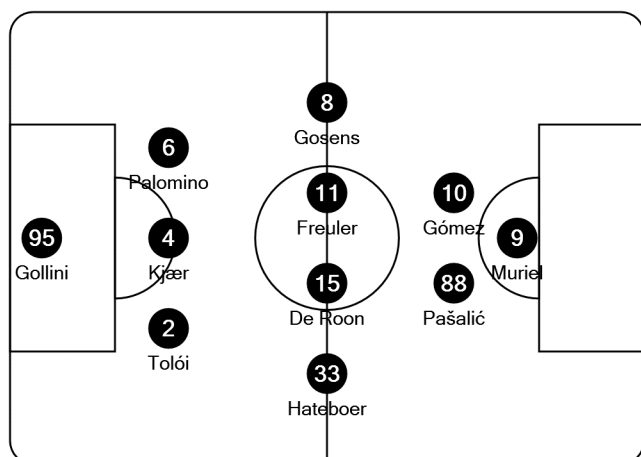 8
Gosens
6
Palomino
11
Freuler
10
Gómez
95
Gollini
4
Kjær
9
Muriel
15
De Roon
88
Pašalić
2
Tolói
33
Hateboer